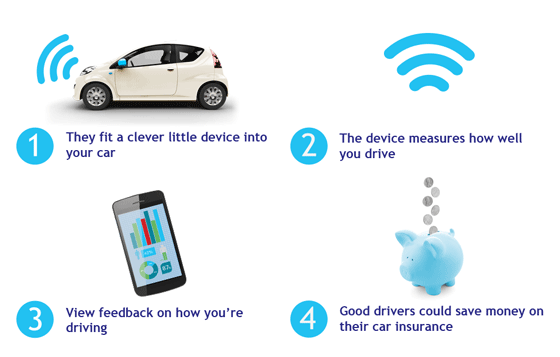 1
They fit a clever little device into
your car
2
The device measures how well
you drive
3
View feedback on how you're
driving
4
Good drivers could save money on
their car insurance